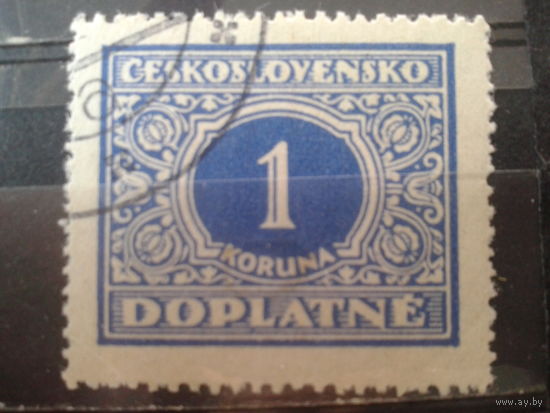 ČESKOSLOVENSKO
1
KORUNA
DOPLATNÉ
www.ay.by